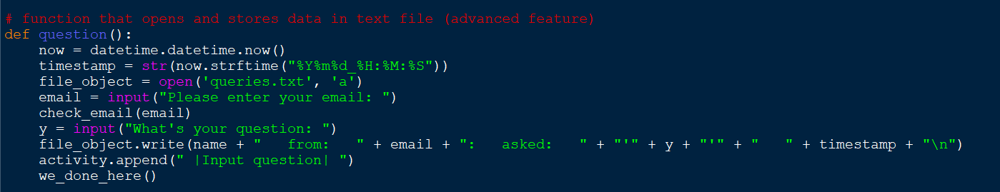 # function that opens and stores data in text file (advanced feature)
def question():
    now = datetime.datetime.now()
    timestamp = str(now.strftime("%Y%m%d_%H:%M:%S"))
    file_object = open('queries.txt', 'a')
    email = input("Please enter your email: ")
    check_email(email)
    y = input("What's your question: ")
    file_object.write(name + "   from:   " + email + ":   asked:   " + "'" + y + "'" + "   " + timestamp + "\n")
    activity.append(" |Input question| ")
    we_done_here()